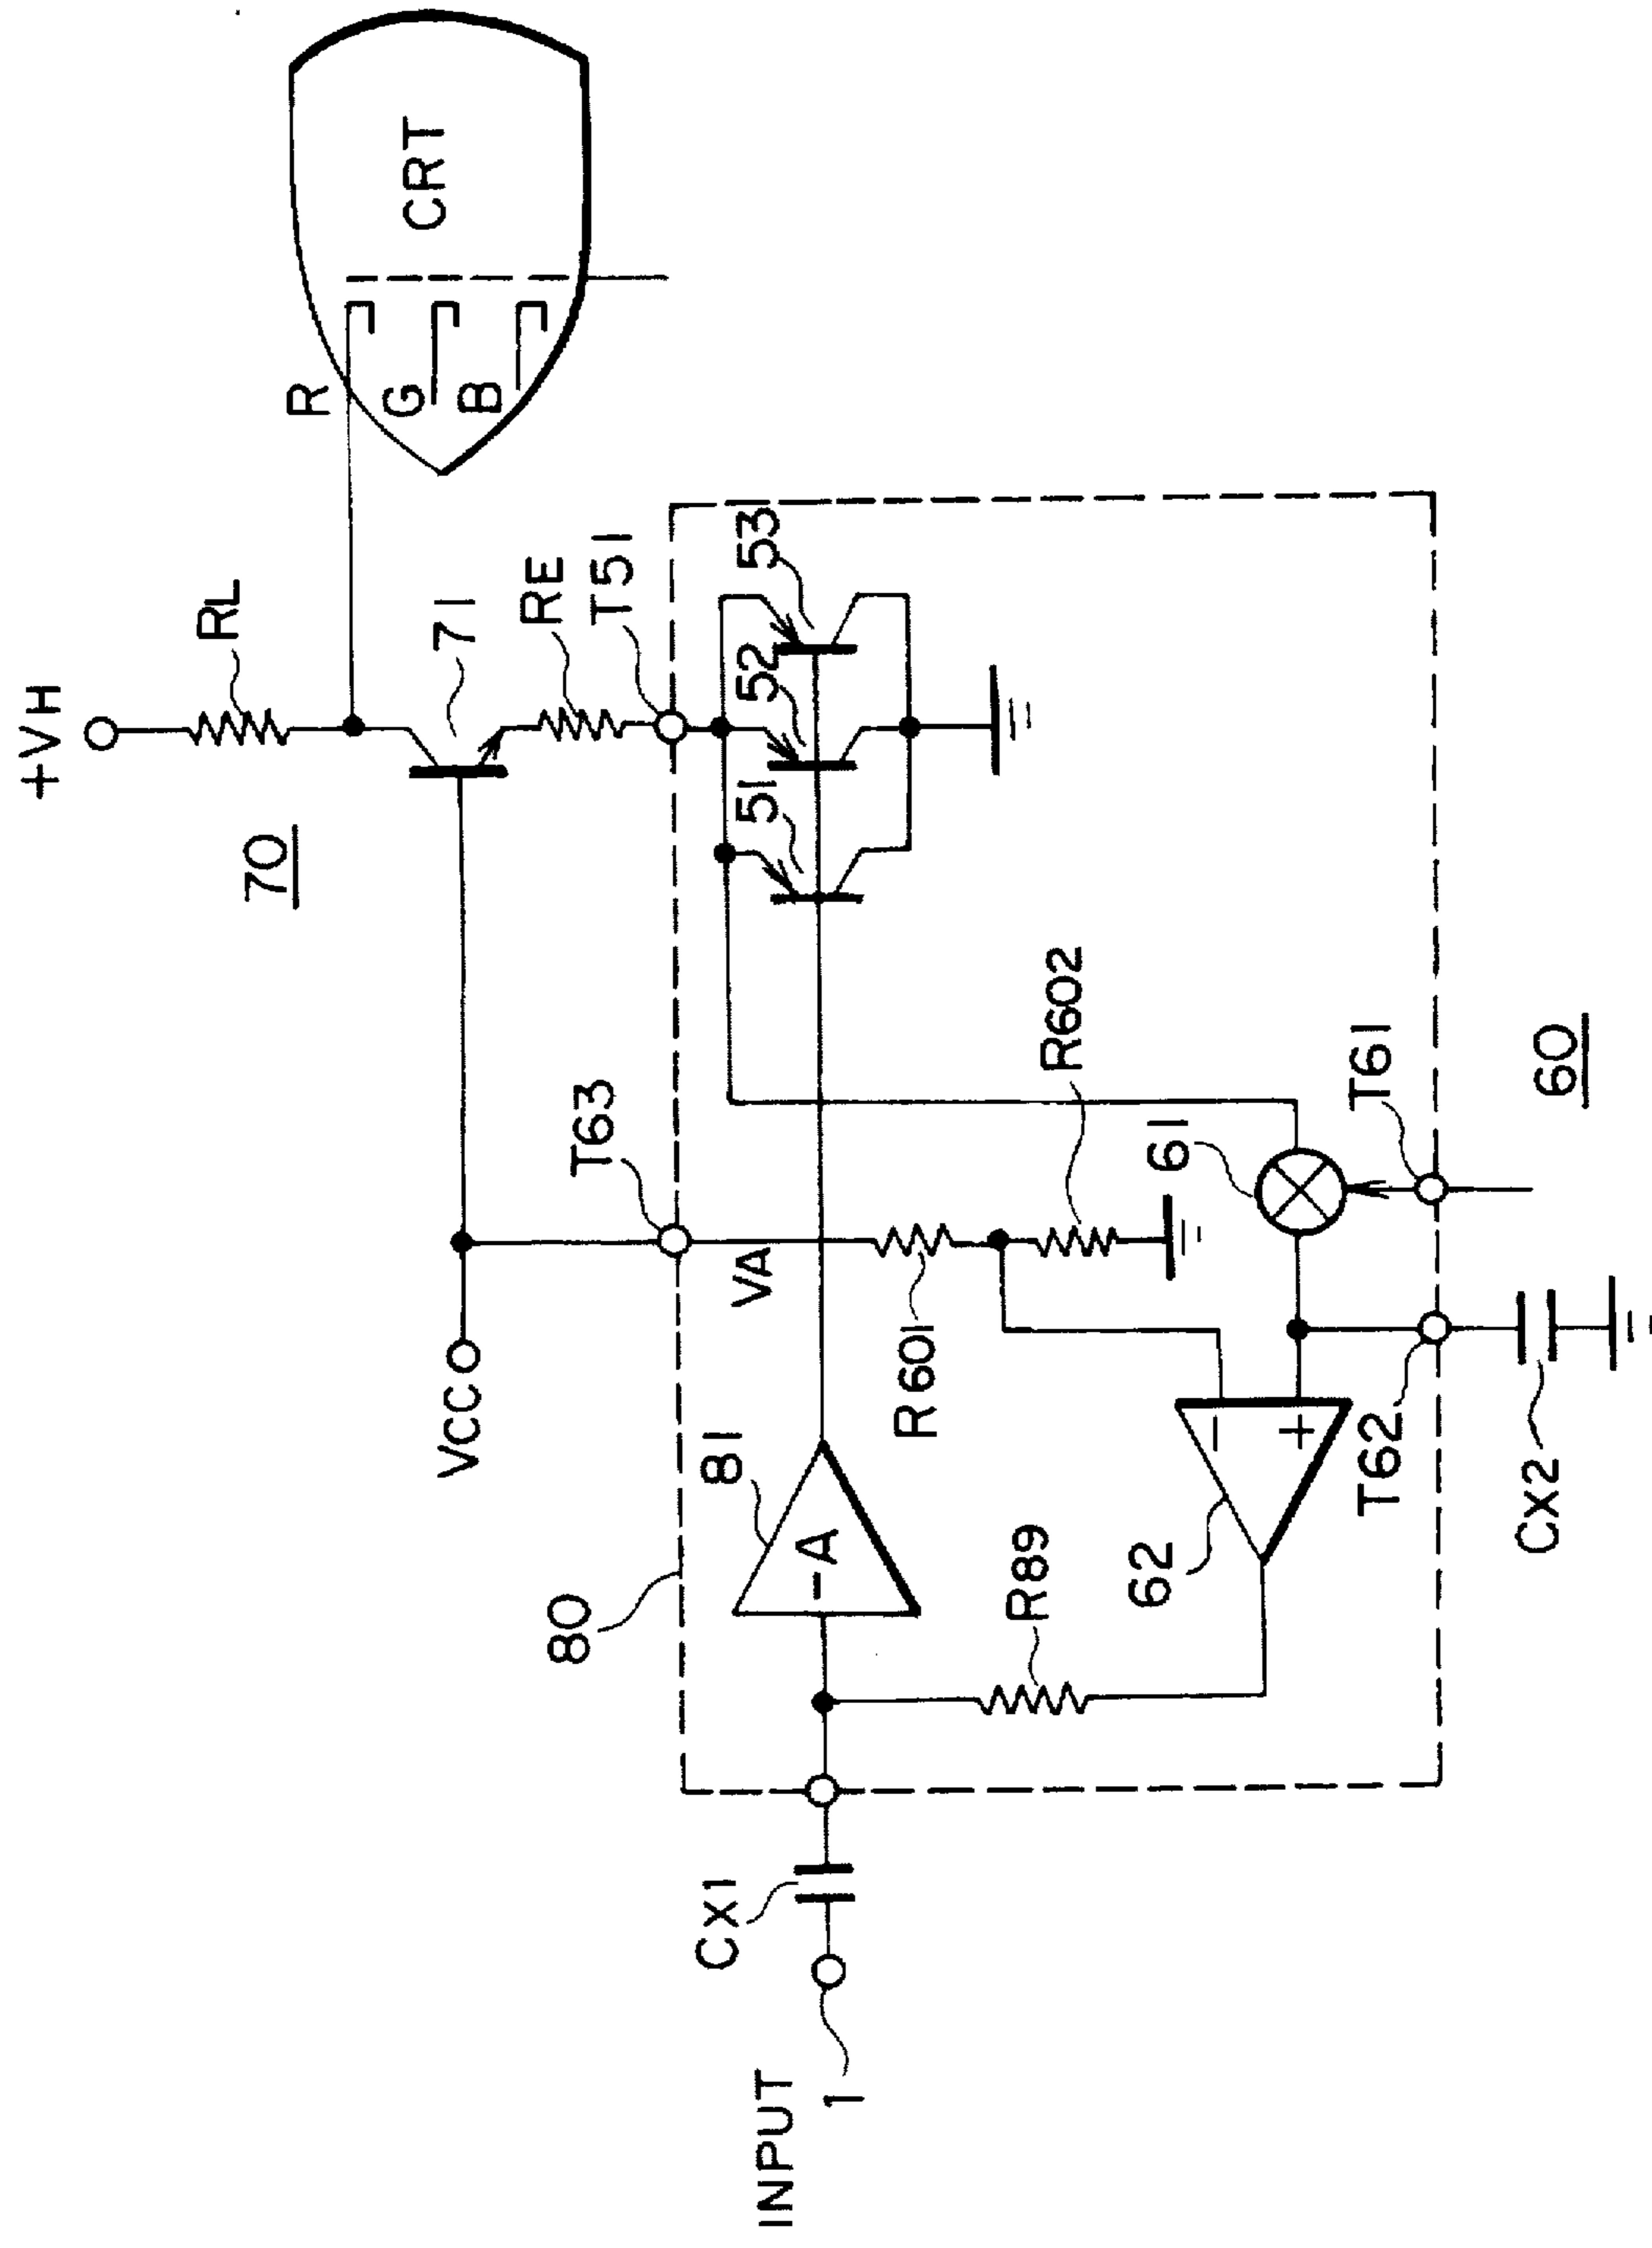 +VH
RL
R
G
B
CRT
70
71
RE
T51
VCC
T63
80
VA
51
52
53
81
-A
INPUT
1
CX1
R601
R602
R89
62
-
+
61
T61
T62
CX2
60